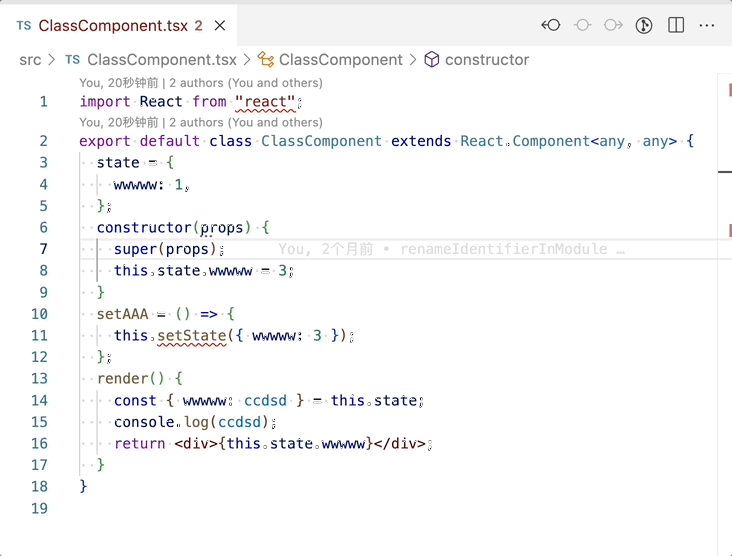 TS ClassComponent.tsx 2
src > TS ClassComponent.tsx > ClassComponent > constructor
You, 20秒钟前 | 2 authors (You and others)
1 import React from "react";
You, 20秒钟前 | 2 authors (You and others)
2 export default class ClassComponent extends React.Component<any, any> {
3 state = {
4 wwwww: 1,
5 };
6 constructor(props) {
7 super(props); You, 2个月前 • renameIdentifierInModule …
8 this.state.wwwww = 3;
9 }
10 setAAA = () => {
11 this.setState({ wwwww: 3 });
12 };
13 render() {
14 const { wwwww: ccdsd } = this.state;
15 console.log(ccdsd);
16 return <div>{this.state.wwwww}</div>;
17 }
18 }
19